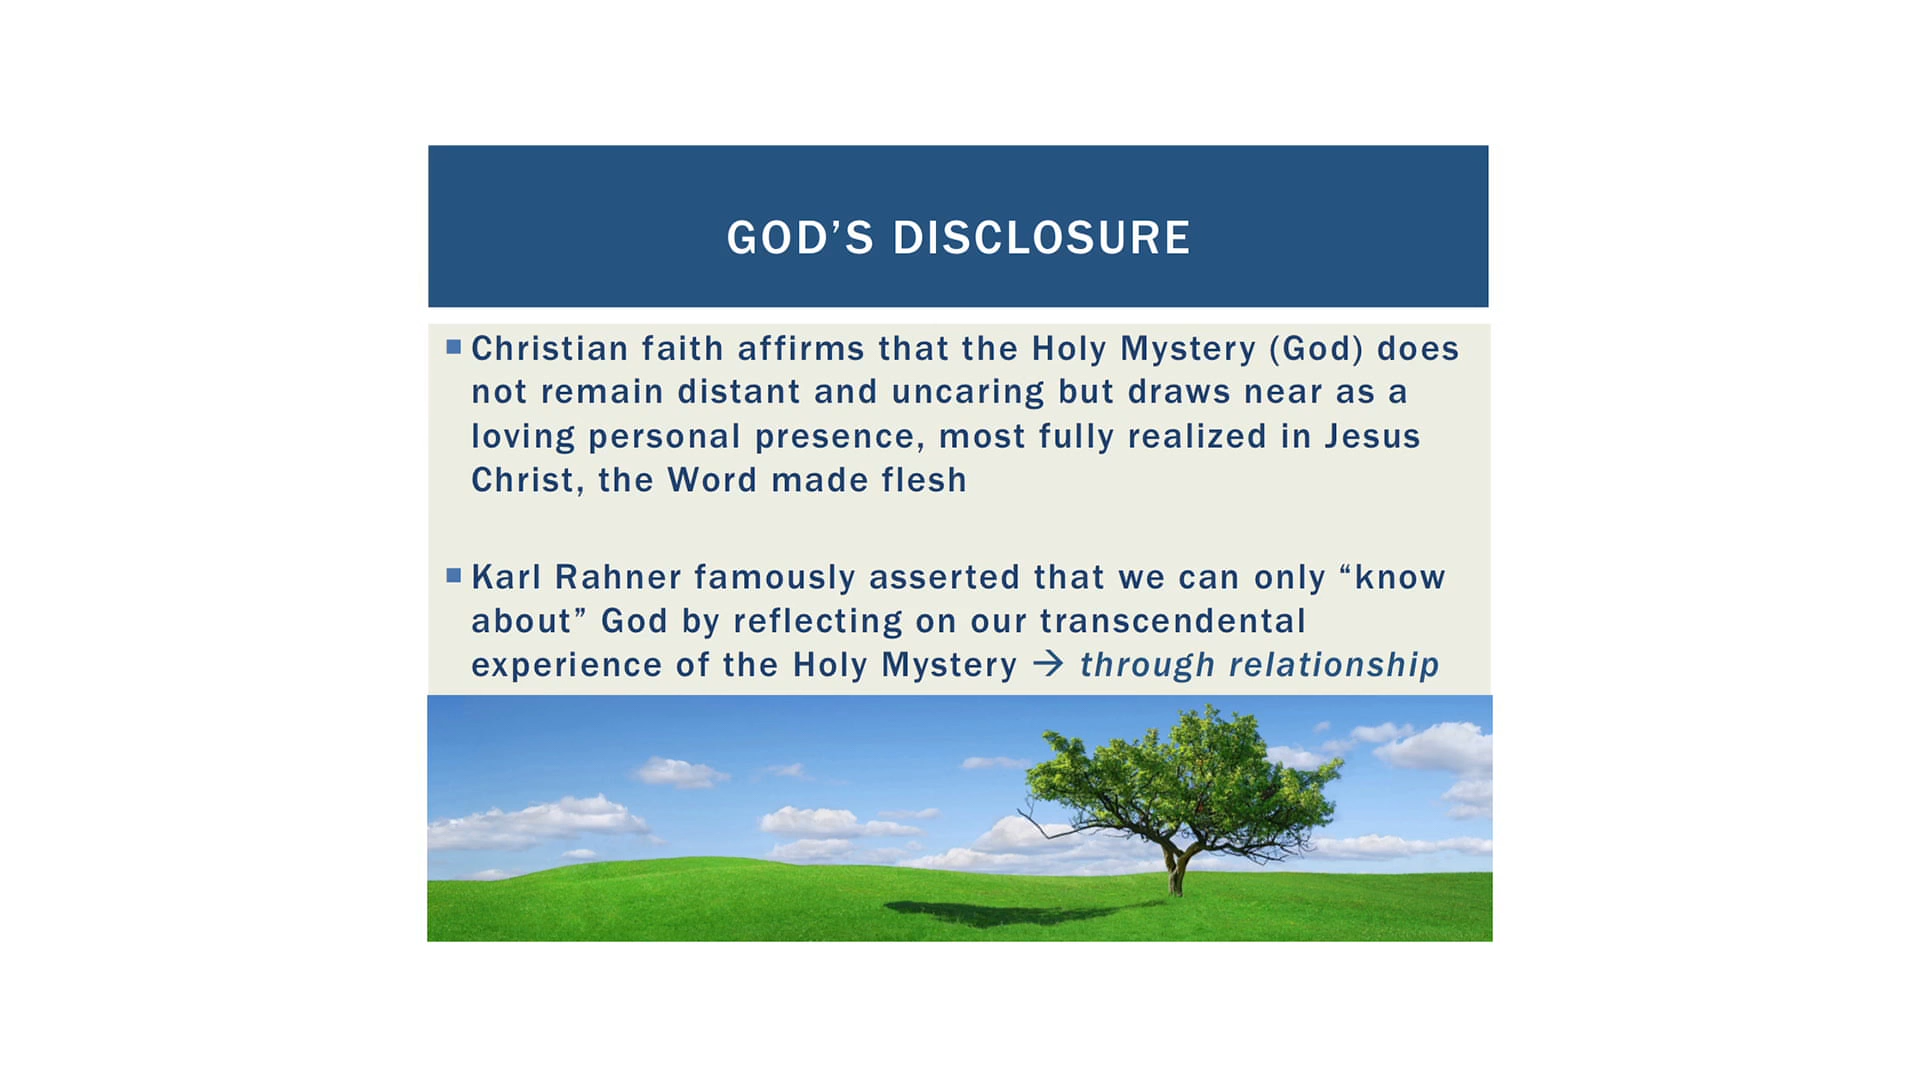 GOD’S DISCLOSURE
▪ Christian faith affirms that the Holy Mystery (God) does
not remain distant and uncaring but draws near as a
loving personal presence, most fully realized in Jesus
Christ, the Word made flesh
▪ Karl Rahner famously asserted that we can only “know
about” God by reflecting on our transcendental
experience of the Holy Mystery → through relationship